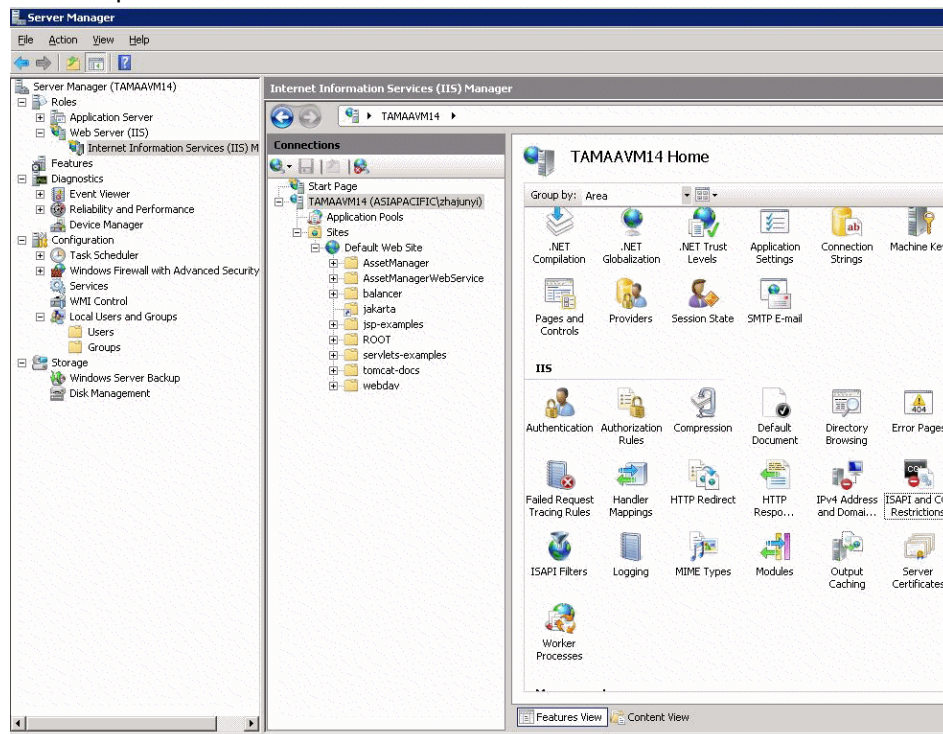 Server Manager
File Action View Help
Server Manager (TAMAAVM14)
Roles
Application Server
Web Server (IIS)
Internet Information Services (IIS) M
Features
Diagnostics
Event Viewer
Reliability and Performance
Device Manager
Configuration
Task Scheduler
Windows Firewall with Advanced Security
Services
WMI Control
Local Users and Groups
Users
Groups
Storage
Windows Server Backup
Disk Management
Internet Information Services (IIS) Manager
TAMAAVM14
Connections
Start Page
TAMAAVM14 (ASIAPACIFIC\zhajunyi)
Application Pools
Sites
Default Web Site
AssetManager
AssetManagerWebService
balancer
jakarta
jsp-examples
ROOT
servlets-examples
tomcat-docs
webdav
TAMAAVM14 Home
Group by: Area
.NET Compilation
.NET Globalization
.NET Trust Levels
Application Settings
Connection Strings
Machine Key
Pages and Controls
Providers
Session State
SMTP E-mail
IIS
Authentication
Authorization Rules
Compression
Default Document
Directory Browsing
Error Pages
Failed Request Tracing Rules
Handler Mappings
HTTP Redirect
HTTP Respo...
IPv4 Address and Domai...
ISAPI and CG Restrictions
ISAPI Filters
Logging
MIME Types
Modules
Output Caching
Server Certificates
Worker Processes
Features View
Content View